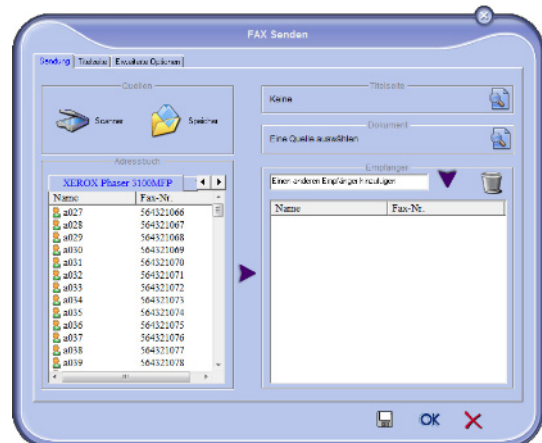 FAX Senden
Sendung Titelseite Erweiterte Optionen
Quellen
Scanner
Speicher
Titelseite
Keine
Dokument
Eine Quelle auswählen
Adressbuch
XEROX Phaser 3100MFP
Name Fax-Nr.
a027 564321066
a028 564321067
a029 564321068
a030 564321069
a031 564321070
a032 564321071
a033 564321072
a034 564321073
a035 564321074
a036 564321075
a037 564321076
a038 564321077
a039 564321078
Empfänger
Einen anderen Empfänger hinzufügen
Name Fax-Nr.
OK